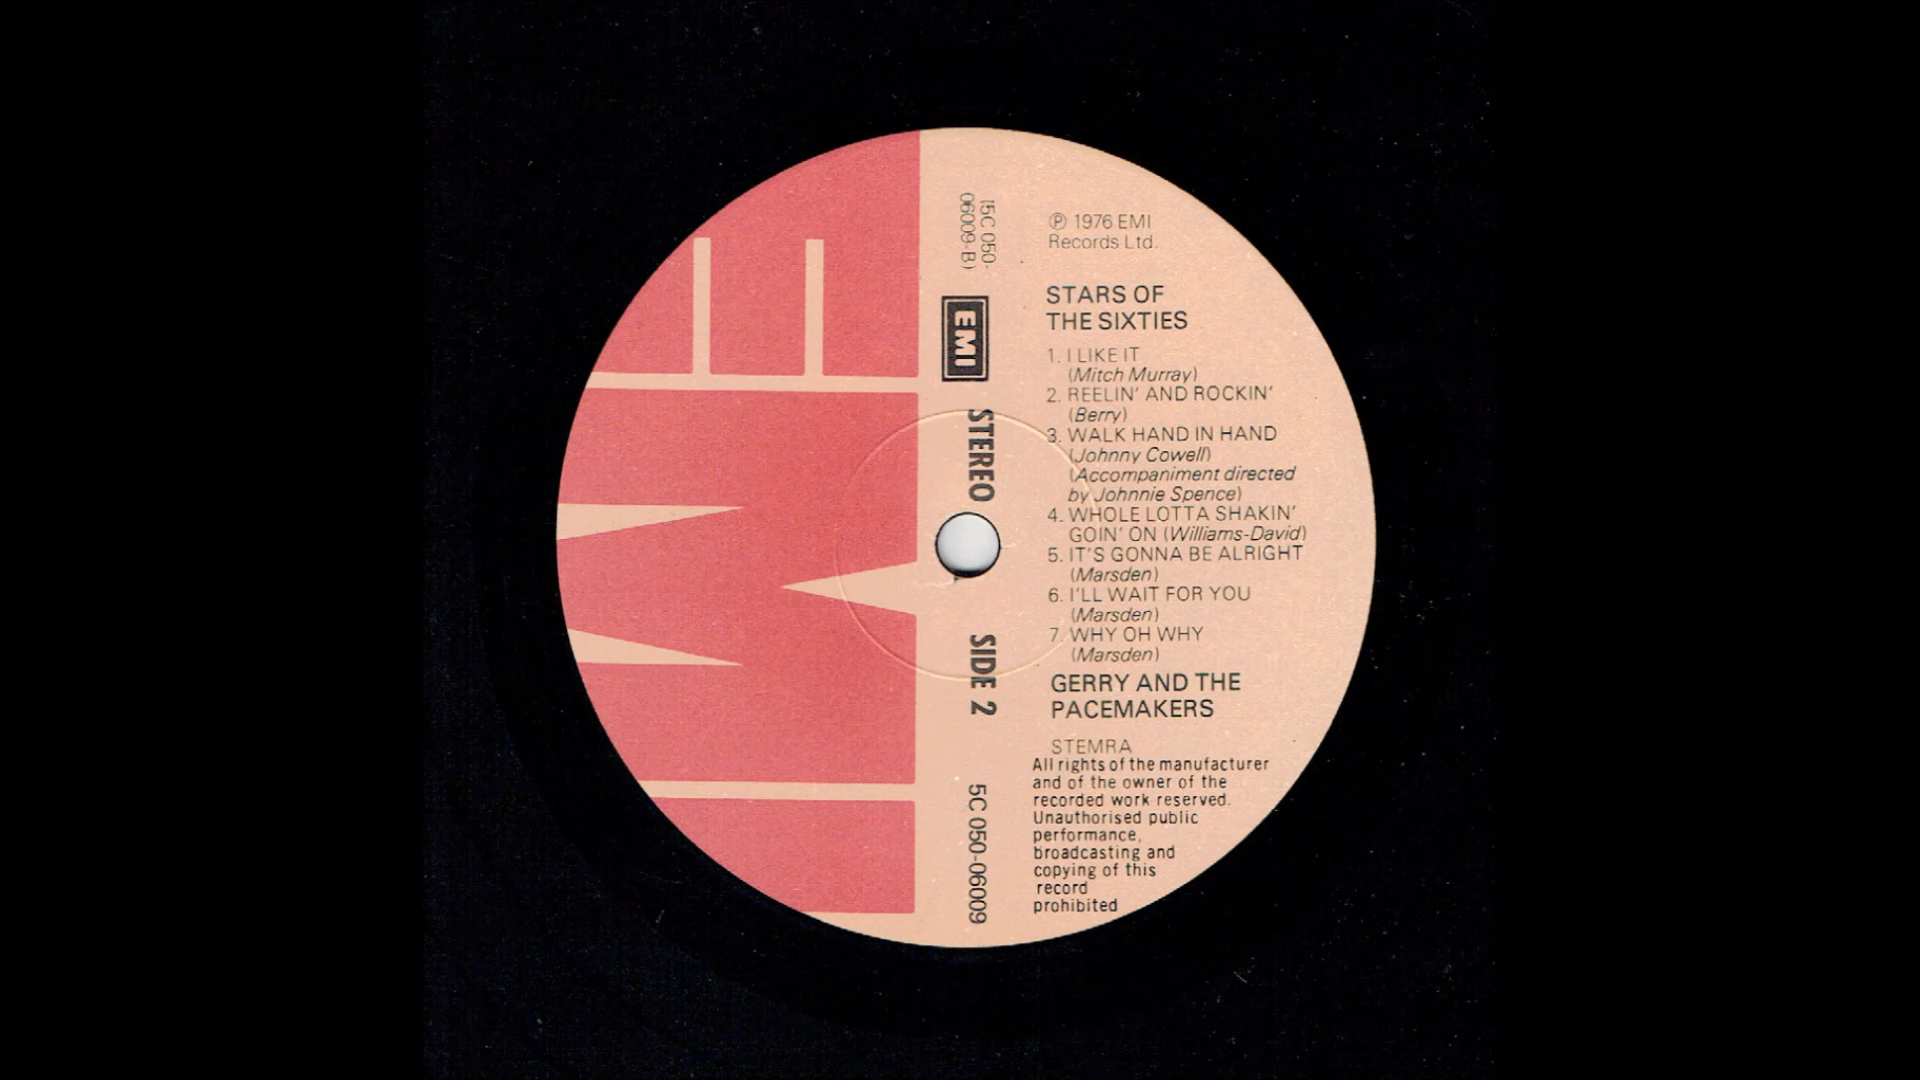 ℗ 1976 EMI
Records Ltd.
STARS OF
THE SIXTIES
1. I LIKE IT
(Mitch Murray)
2. REELIN' AND ROCKIN'
(Berry)
3. WALK HAND IN HAND
(Johnny Cowell)
(Accompaniment directed
by Johnnie Spence)
4. WHOLE LOTTA SHAKIN'
GOIN' ON (Williams-David)
5. IT'S GONNA BE ALRIGHT
(Marsden)
6. I'LL WAIT FOR YOU
(Marsden)
7. WHY OH WHY
(Marsden)
GERRY AND THE
PACEMAKERS
STEMRA
All rights of the manufacturer
and of the owner of the
recorded work reserved.
Unauthorised public
performance,
broadcasting and
copying of this
record
prohibited
(5C 050-
06009-B)
EMI
STEREO
SIDE 2
5C 050-06009
EMI